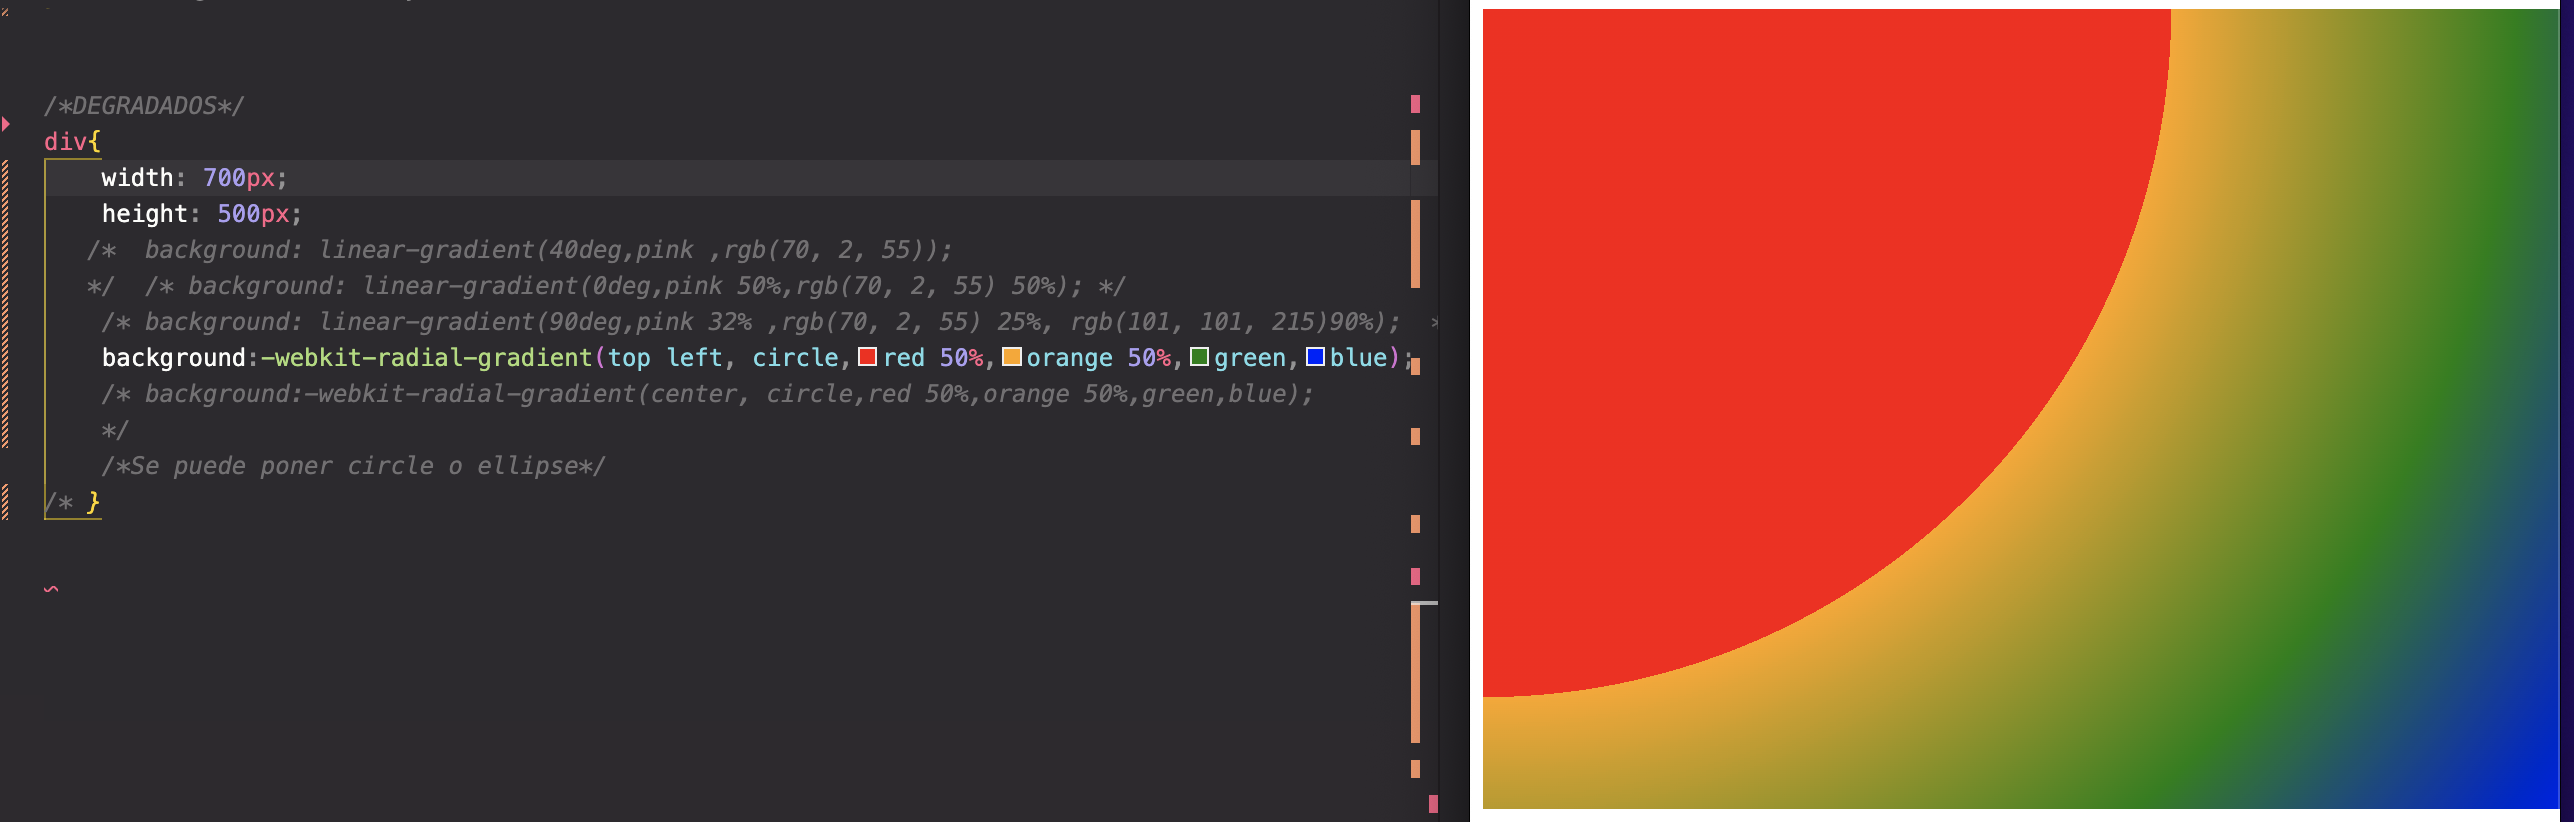 /*DEGRADADOS*/
div{
width: 700px;
height: 500px;
/*  background: linear-gradient(40deg,pink ,rgb(70, 2, 55));
*/  /* background: linear-gradient(0deg,pink 50%,rgb(70, 2, 55) 50%); */
/* background: linear-gradient(90deg,pink 32% ,rgb(70, 2, 55) 25%, rgb(101, 101, 215)90%);  *
background:-webkit-radial-gradient(top left, circle,red 50%,orange 50%,green,blue);
/* background:-webkit-radial-gradient(center, circle,red 50%,orange 50%,green,blue);
*/
/*Se puede poner circle o ellipse*/
/* }